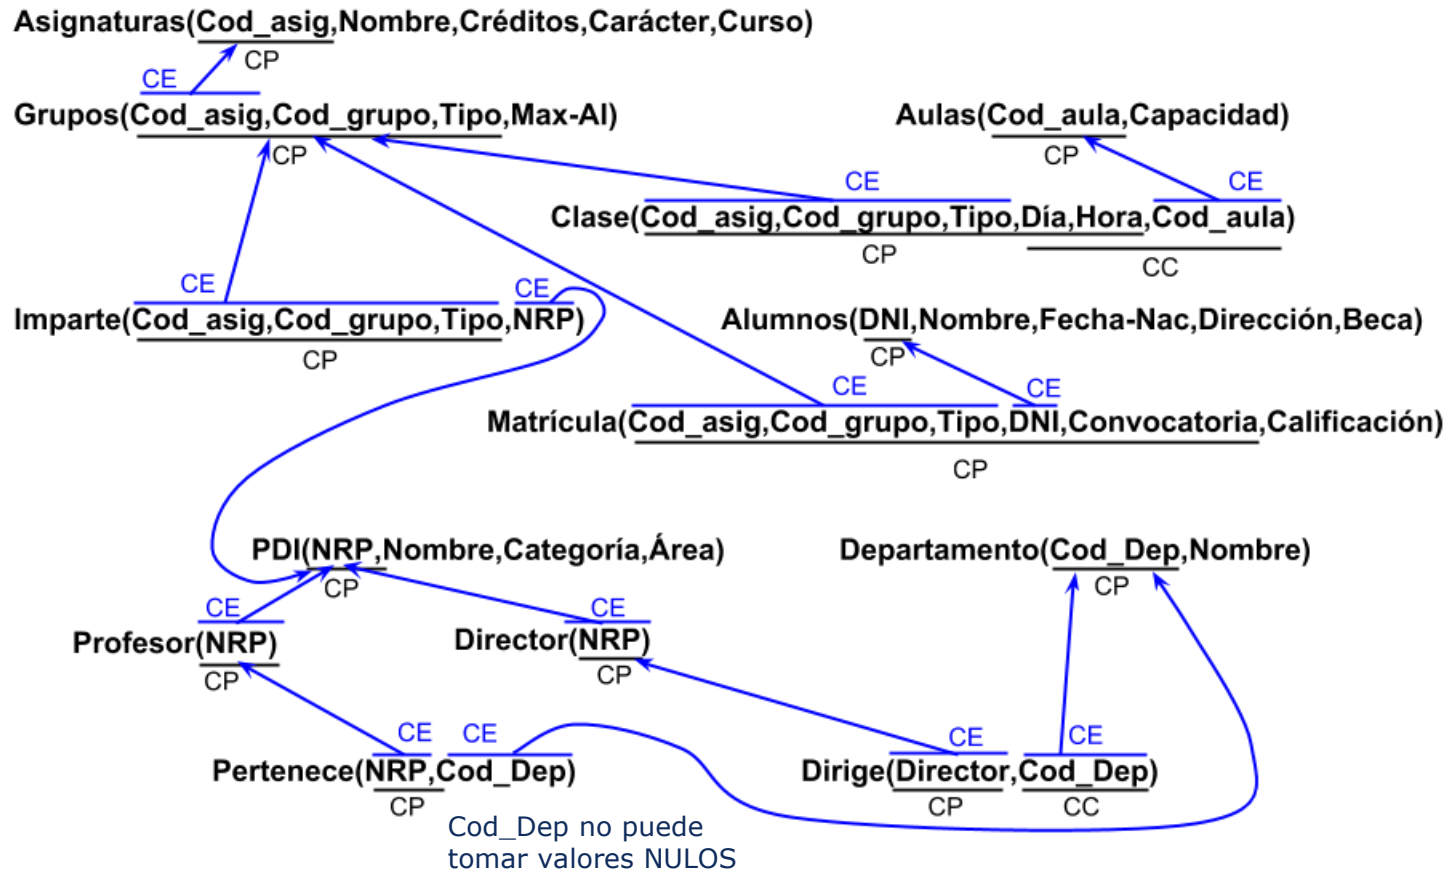 Asignaturas(Cod_asig,Nombre,Créditos,Carácter,Curso)
CP
CE
Grupos(Cod_asig,Cod_grupo,Tipo,Max-Al)
CP
Aulas(Cod_aula,Capacidad)
CP
CE
CE
Clase(Cod_asig,Cod_grupo,Tipo,Día,Hora,Cod_aula)
CP
CC
CE
CE
Imparte(Cod_asig,Cod_grupo,Tipo,NRP)
CP
Alumnos(DNI,Nombre,Fecha-Nac,Dirección,Beca)
CP
CE
CE
Matrícula(Cod_asig,Cod_grupo,Tipo,DNI,Convocatoria,Calificación)
CP
PDI(NRP,Nombre,Categoría,Área)
CP
Departamento(Cod_Dep,Nombre)
CP
CE
Profesor(NRP)
CP
CE
Director(NRP)
CP
CE
CE
Pertenece(NRP,Cod_Dep)
CP
CE
CE
Dirige(Director,Cod_Dep)
CP
CC
Cod_Dep no puede
tomar valores NULOS